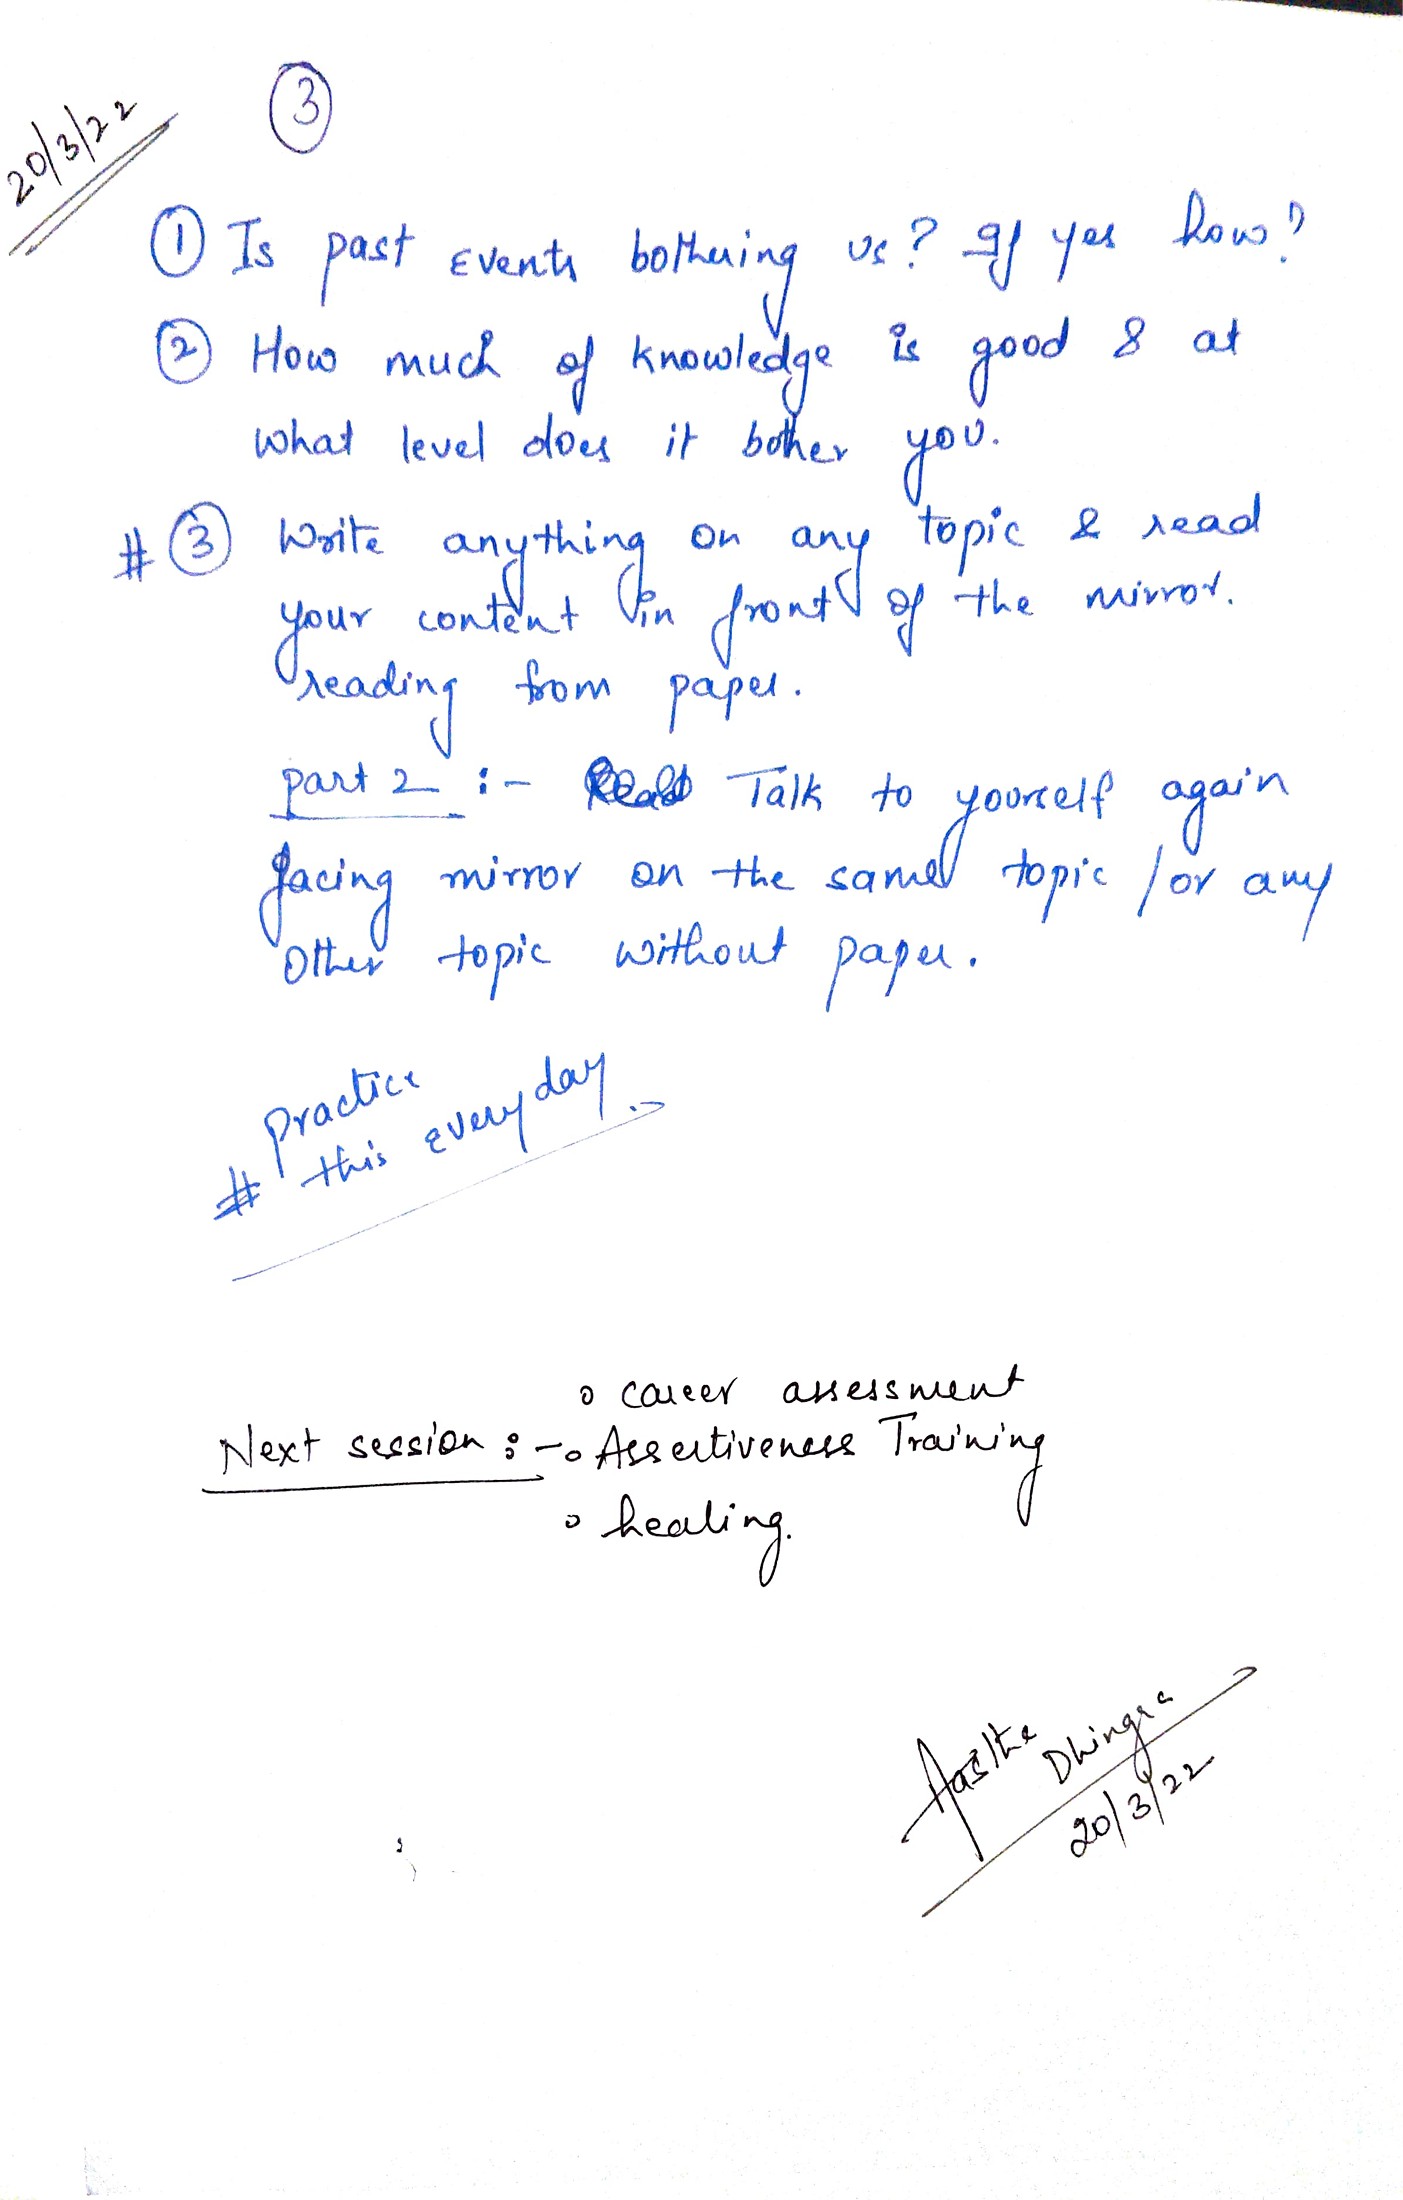 20/3/22
3
1 Is past events bothering us? If yes how?
2 How much of knowledge is good & at
what level does it bother you.
# 3 Write anything on any topic & read
your content in front of the mirror.
reading from paper.
part 2 :- Talk to yourself again
facing mirror on the same topic / or any
other topic without paper.
# practice
this everyday
o career assessment
Next session :- o Assertiveness Training
o healing.
Aastha
Dhingra
20/3/22